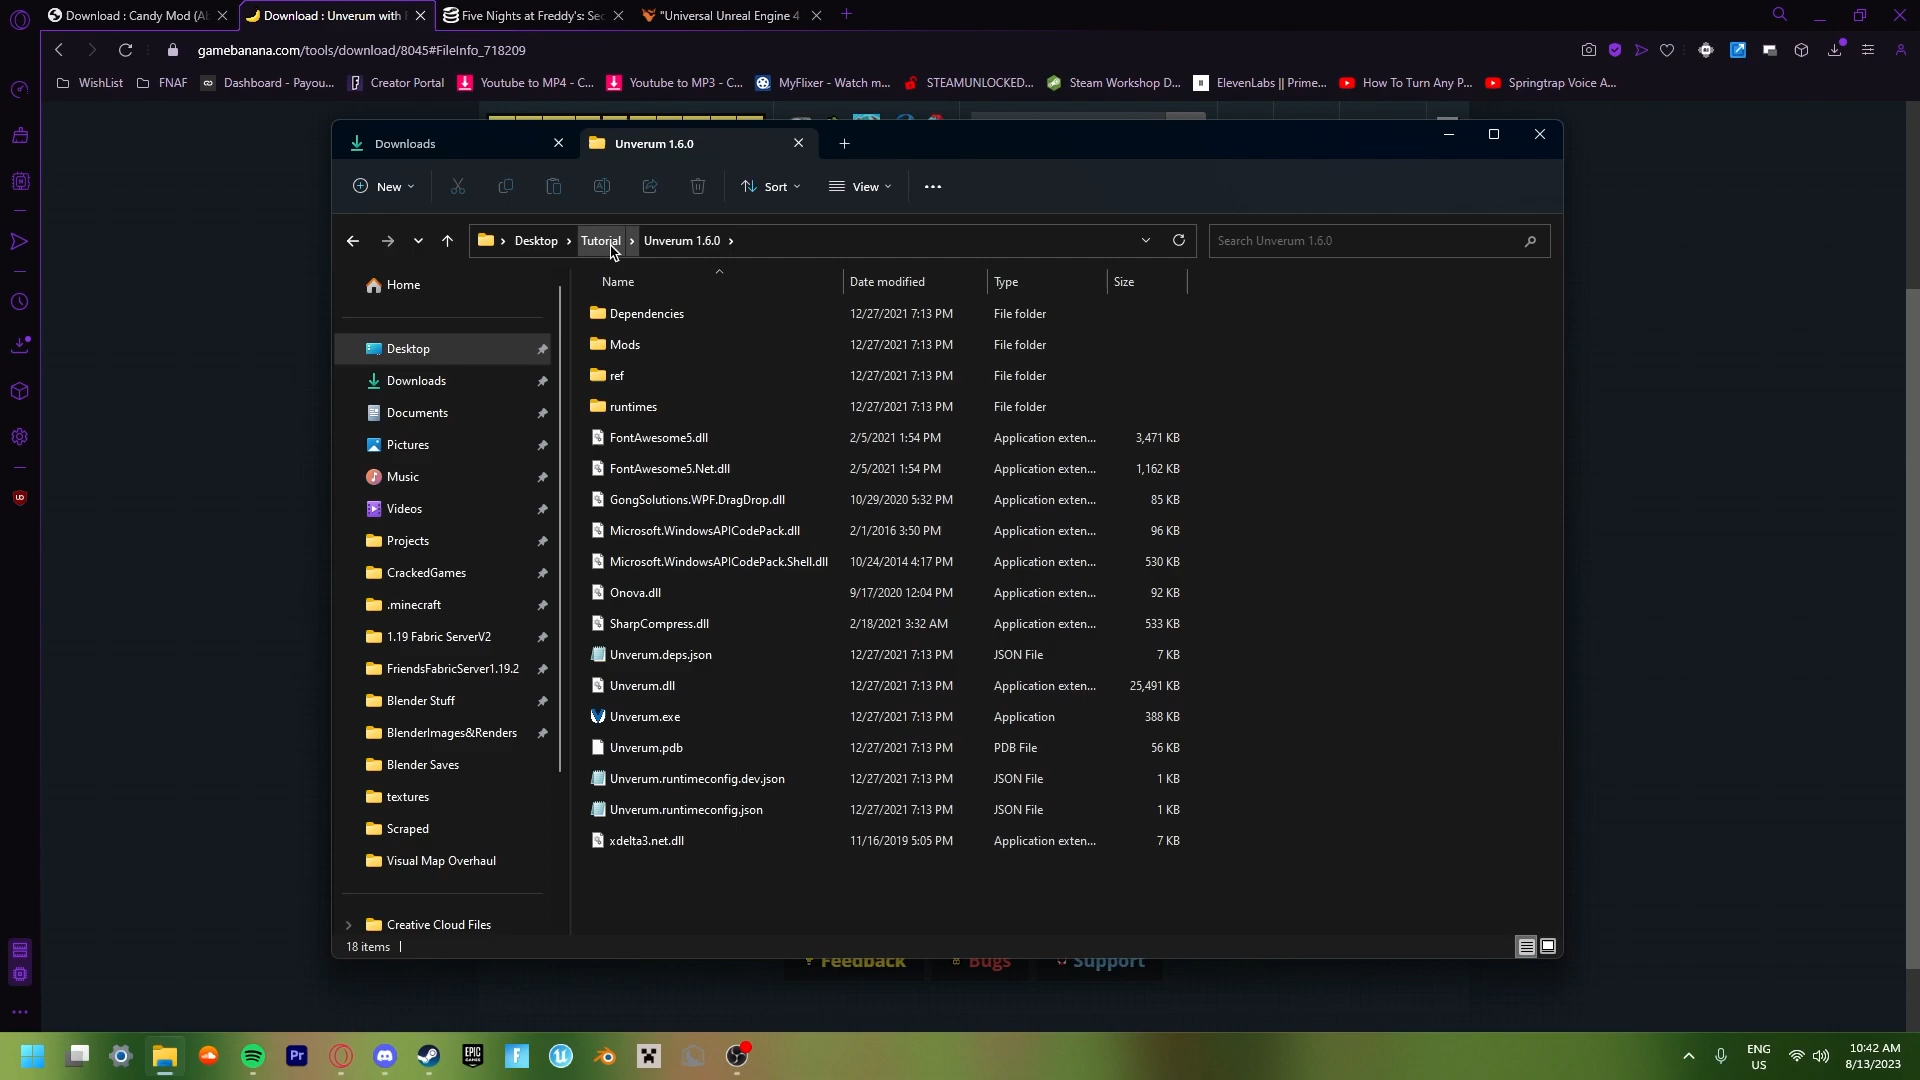 Download : Candy Mod (A
Download : Unverum with
Five Nights at Freddy's: Sec
"Universal Unreal Engine 4
gamebanana.com/tools/download/8045#FileInfo_718209
WishList
FNAF
Dashboard - Payou...
Creator Portal
Youtube to MP4 - C...
Youtube to MP3 - C...
MyFlixer - Watch m...
STEAMUNLOCKED...
Steam Workshop D...
ElevenLabs || Prime...
How To Turn Any P...
Springtrap Voice A...
Downloads
Unverum 1.6.0
New
Sort
View
Desktop
Tutorial
Unverum 1.6.0
Search Unverum 1.6.0
Name
Date modified
Type
Size
Home
Desktop
Downloads
Documents
Pictures
Music
Videos
Projects
CrackedGames
.minecraft
1.19 Fabric ServerV2
FriendsFabricServer1.19.2
Blender Stuff
BlenderImages&Renders
Blender Saves
textures
Scraped
Visual Map Overhaul
Creative Cloud Files
Dependencies 12/27/2021 7:13 PM File folder
Mods 12/27/2021 7:13 PM File folder
ref 12/27/2021 7:13 PM File folder
runtimes 12/27/2021 7:13 PM File folder
FontAwesome5.dll 2/5/2021 1:54 PM Application exten... 3,471 KB
FontAwesome5.Net.dll 2/5/2021 1:54 PM Application exten... 1,162 KB
GongSolutions.WPF.DragDrop.dll 10/29/2020 5:32 PM Application exten... 85 KB
Microsoft.WindowsAPICodePack.dll 2/1/2016 3:50 PM Application exten... 96 KB
Microsoft.WindowsAPICodePack.Shell.dll 10/24/2014 4:17 PM Application exten... 530 KB
Onova.dll 9/17/2020 12:04 PM Application exten... 92 KB
SharpCompress.dll 2/18/2021 3:32 AM Application exten... 533 KB
Unverum.deps.json 12/27/2021 7:13 PM JSON File 7 KB
Unverum.dll 12/27/2021 7:13 PM Application exten... 25,491 KB
Unverum.exe 12/27/2021 7:13 PM Application 388 KB
Unverum.pdb 12/27/2021 7:13 PM PDB File 56 KB
Unverum.runtimeconfig.dev.json 12/27/2021 7:13 PM JSON File 1 KB
Unverum.runtimeconfig.json 12/27/2021 7:13 PM JSON File 1 KB
xdelta3.net.dll 11/16/2019 5:05 PM Application exten... 7 KB
18 items
Feedback
Bugs
Support
Pr
EPIC GAMES
ENG
US
10:42 AM
8/13/2023